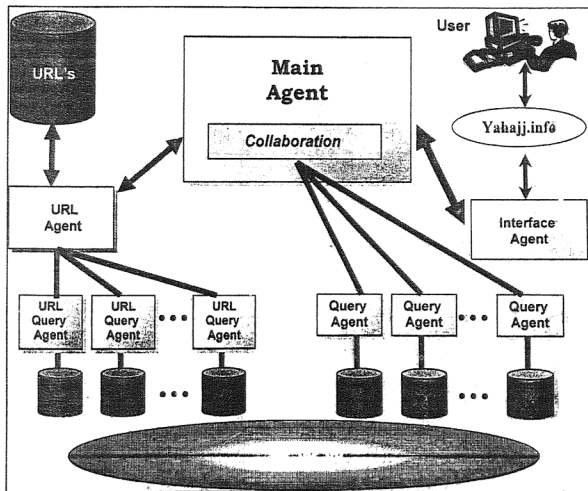 URL's
Main
Agent
Collaboration
User
Yahajj.info
URL
Agent
Interface
Agent
URL
Query
Agent
URL
Query
Agent
URL
Query
Agent
Query
Agent
Query
Agent
Query
Agent